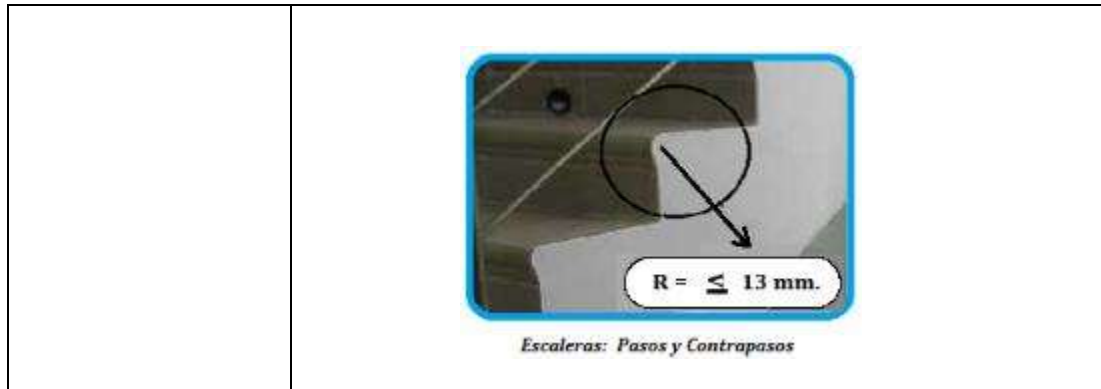 R = ≤ 13 mm.
Escaleras: Pasos y Contrapasos